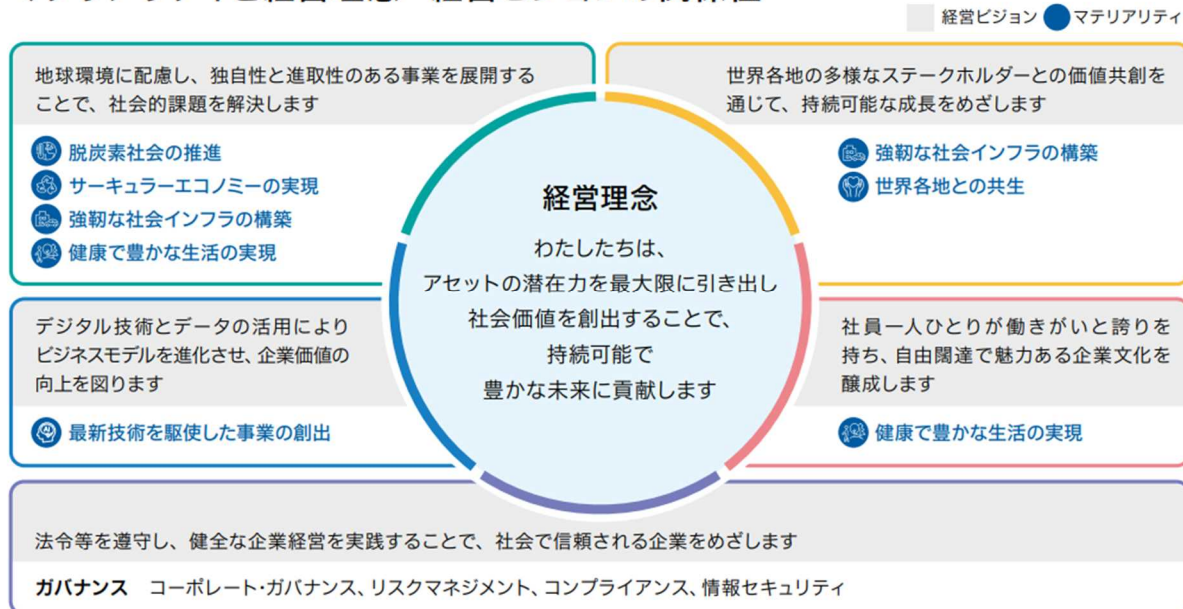 経営ビジョン マテリアリティ
地球環境に配慮し、独自性と進取性のある事業を展開する
ことで、社会的課題を解決します
脱炭素社会の推進
サーキュラーエコノミーの実現
強靭な社会インフラの構築
健康で豊かな生活の実現
世界各地の多様なステークホルダーとの価値共創を
通じて、持続可能な成長をめざします
強靭な社会インフラの構築
世界各地との共生
経営理念
わたしたちは、
アセットの潜在力を最大限に引き出し
社会価値を創出することで、
持続可能で
豊かな未来に貢献します
デジタル技術とデータの活用により
ビジネスモデルを進化させ、企業価値の
向上を図ります
最新技術を駆使した事業の創出
社員一人ひとりが働きがいと誇りを
持ち、自由闊達で魅力ある企業文化を
醸成します
健康で豊かな生活の実現
法令等を遵守し、健全な企業経営を実践することで、社会で信頼される企業をめざします
ガバナンス コーポレート・ガバナンス、リスクマネジメント、コンプライアンス、情報セキュリティ